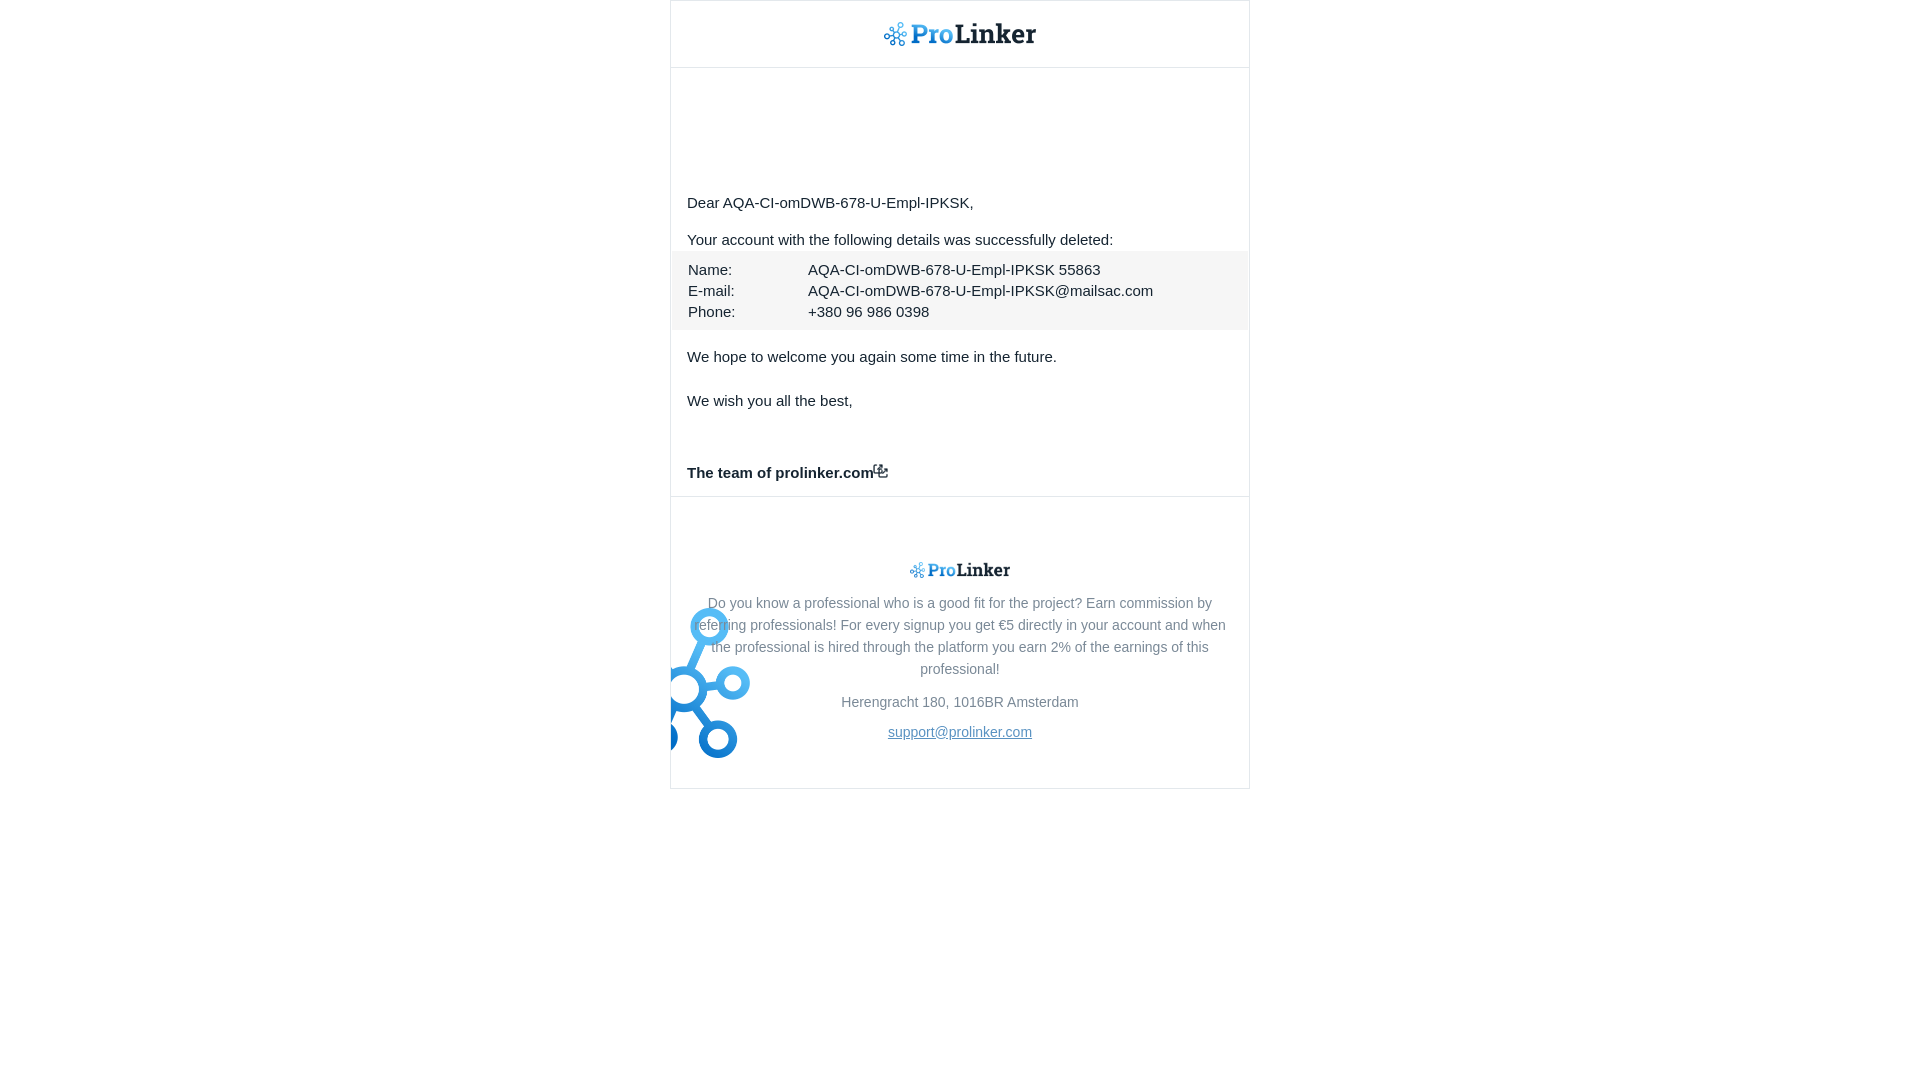 ProLinker
Dear AQA-CI-omDWB-678-U-Empl-IPKSK,
Your account with the following details was successfully deleted:
Name: AQA-CI-omDWB-678-U-Empl-IPKSK 55863
E-mail: AQA-CI-omDWB-678-U-Empl-IPKSK@mailsac.com
Phone: +380 96 986 0398
We hope to welcome you again some time in the future.
We wish you all the best,
The team of prolinker.com
ProLinker
Do you know a professional who is a good fit for the project? Earn commission by
referring professionals! For every signup you get €5 directly in your account and when
the professional is hired through the platform you earn 2% of the earnings of this
professional!
Herengracht 180, 1016BR Amsterdam
support@prolinker.com